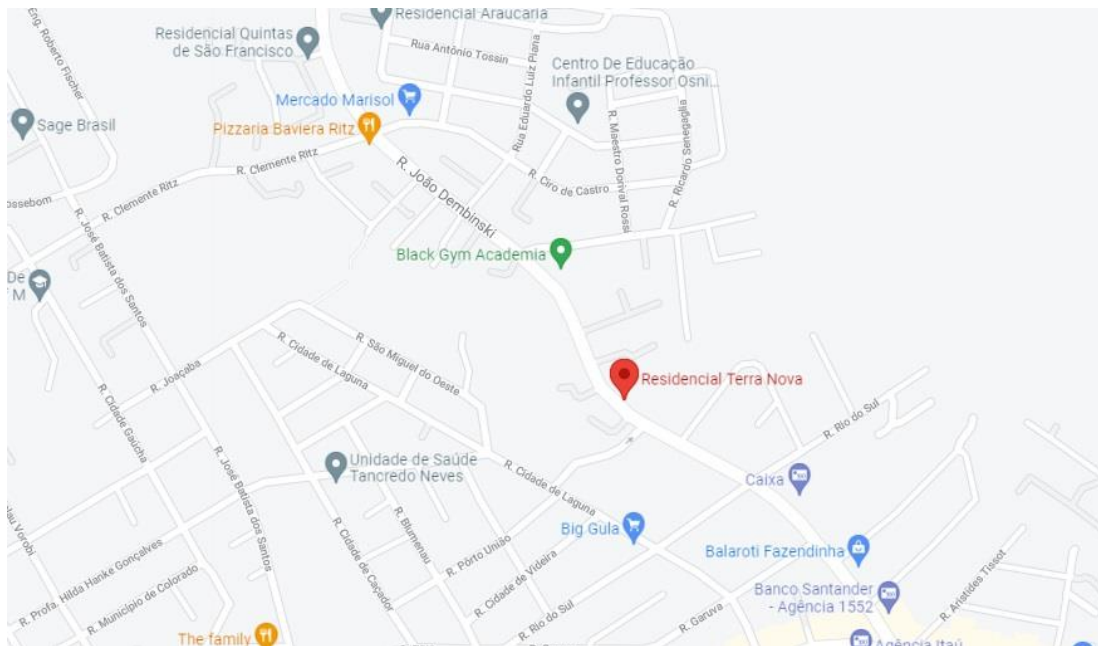 Residencial Araucaria
Residencial Quintas
de São Francisco
Rua Antônio Tossin
Eng. Roberto Fischer
Rua Eduardo Luiz Piana
Centro De Educação
Infantil Professor Osni...
Mercado Marisol
Sage Brasil
Pizzaria Baviera Ritz
R. Clemente Ritz
R. Clemente Ritz
ossebom
R. João Dembinski
R. Ciro de Castro
R. Maestro Dorival Rossi
R. Ricardo Senegaglia
Black Gym Academia
De
M
R. José Batista dos Santos
R. Joaçaba
R. São Miguel do Oeste
R. Cidade de Laguna
Residencial Terra Nova
R. Cidade Gaúcha
R. Rio do Sul
Unidade de Saúde
Tancredo Neves
R. Cidade de Laguna
Caixa
R. José Batista dos Santos
lau Vorobi
R. Blumenau
Big Gula
R. Pôrto União
Balaroti Fazendinha
R. Cidade de Caçador
R. Cidade de Videira
R. Profa. Hilda Hanke Gonçalves
R. Município de Colorado
R. Rio do Sul
R. Garuva
Banco Santander
- Agência 1552
R. Aristides Tissot
The family
Agência Itaú